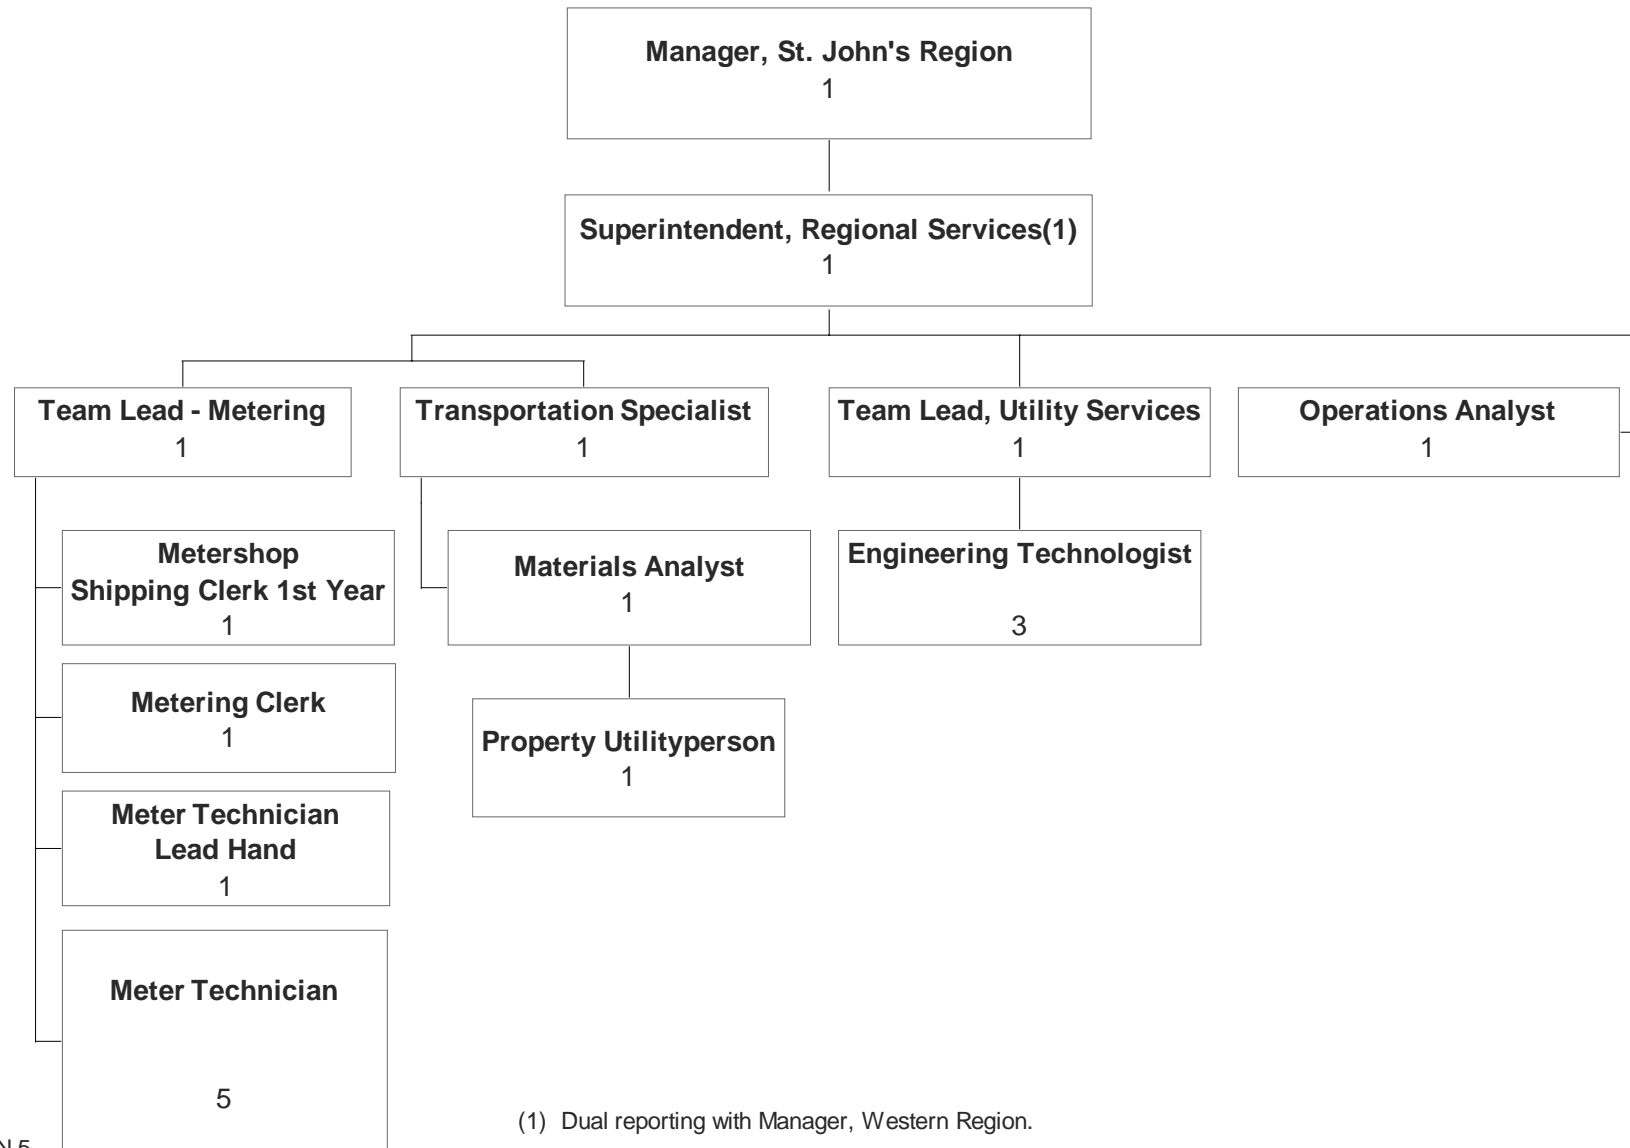 Manager, St. John's Region
1
Superintendent, Regional Services(1)
1
Team Lead - Metering
1
Transportation Specialist
1
Team Lead, Utility Services
1
Operations Analyst
1
Metershop
Shipping Clerk 1st Year
1
Metering Clerk
1
Meter Technician
Lead Hand
1
Meter Technician
5
Materials Analyst
1
Property Utilityperson
1
Engineering Technologist
3
(1) Dual reporting with Manager, Western Region.